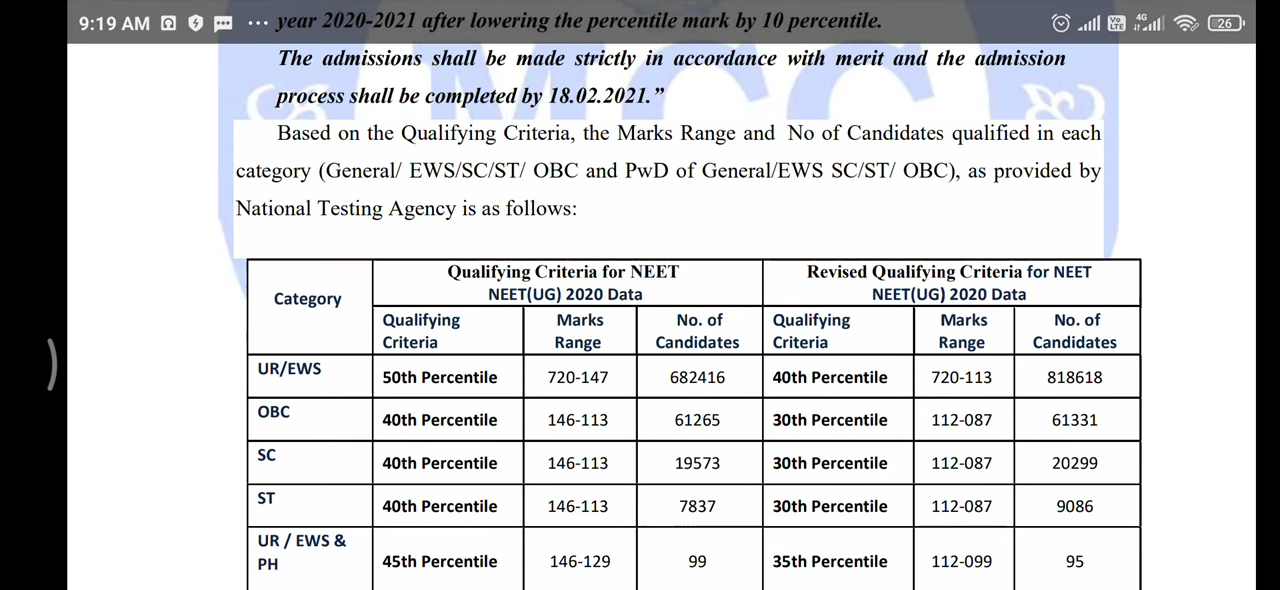 9:19 AM ... year 2020-2021 after lowering the percentile mark by 10 percentile. Vo LTE 4G 26
The admissions shall be made strictly in accordance with merit and the admission
process shall be completed by 18.02.2021.”
Based on the Qualifying Criteria, the Marks Range and No of Candidates qualified in each
category (General/ EWS/SC/ST/ OBC and PwD of General/EWS SC/ST/ OBC), as provided by
National Testing Agency is as follows:
Category
Qualifying Criteria for NEET
NEET(UG) 2020 Data
Revised Qualifying Criteria for NEET
NEET(UG) 2020 Data
Qualifying
Criteria
Marks
Range
No. of
Candidates
Qualifying
Criteria
Marks
Range
No. of
Candidates
UR/EWS 50th Percentile 720-147 682416 40th Percentile 720-113 818618
OBC 40th Percentile 146-113 61265 30th Percentile 112-087 61331
SC 40th Percentile 146-113 19573 30th Percentile 112-087 20299
ST 40th Percentile 146-113 7837 30th Percentile 112-087 9086
UR / EWS &
PH 45th Percentile 146-129 99 35th Percentile 112-099 95